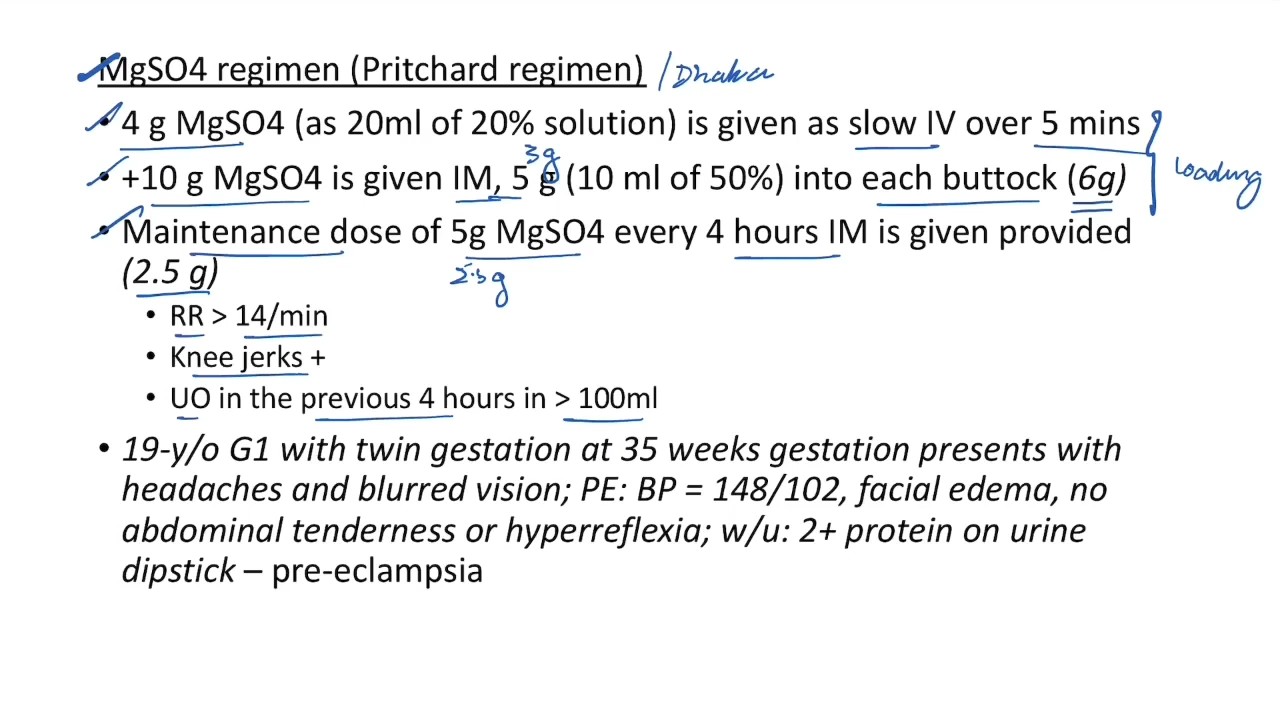 MgSO4 regimen (Pritchard regimen) / Dhaka
• 4 g MgSO4 (as 20ml of 20% solution) is given as slow IV over 5 mins
3g
• +10 g MgSO4 is given IM, 5 g (10 ml of 50%) into each buttock (6g)
Loading
• Maintenance dose of 5g MgSO4 every 4 hours IM is given provided
(2.5 g)
2.5g
• RR > 14/min
• Knee jerks +
• UO in the previous 4 hours in > 100ml
• 19-y/o G1 with twin gestation at 35 weeks gestation presents with
headaches and blurred vision; PE: BP = 148/102, facial edema, no
abdominal tenderness or hyperreflexia; w/u: 2+ protein on urine
dipstick – pre-eclampsia